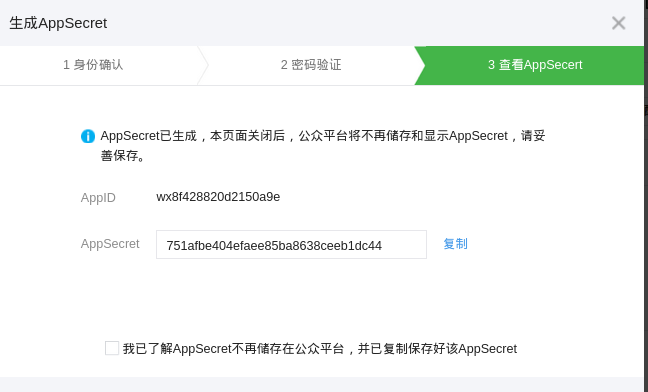 生成AppSecret
1 身份确认 2 密码验证 3 查看AppSecert
AppSecret已生成，本页面关闭后，公众平台将不再储存和显示AppSecret，请妥
善保存。
AppID wx8f428820d2150a9e
AppSecret 751afbe404efaee85ba8638ceeb1dc44 复制
我已了解AppSecret不再储存在公众平台，并已复制保存好该AppSecret